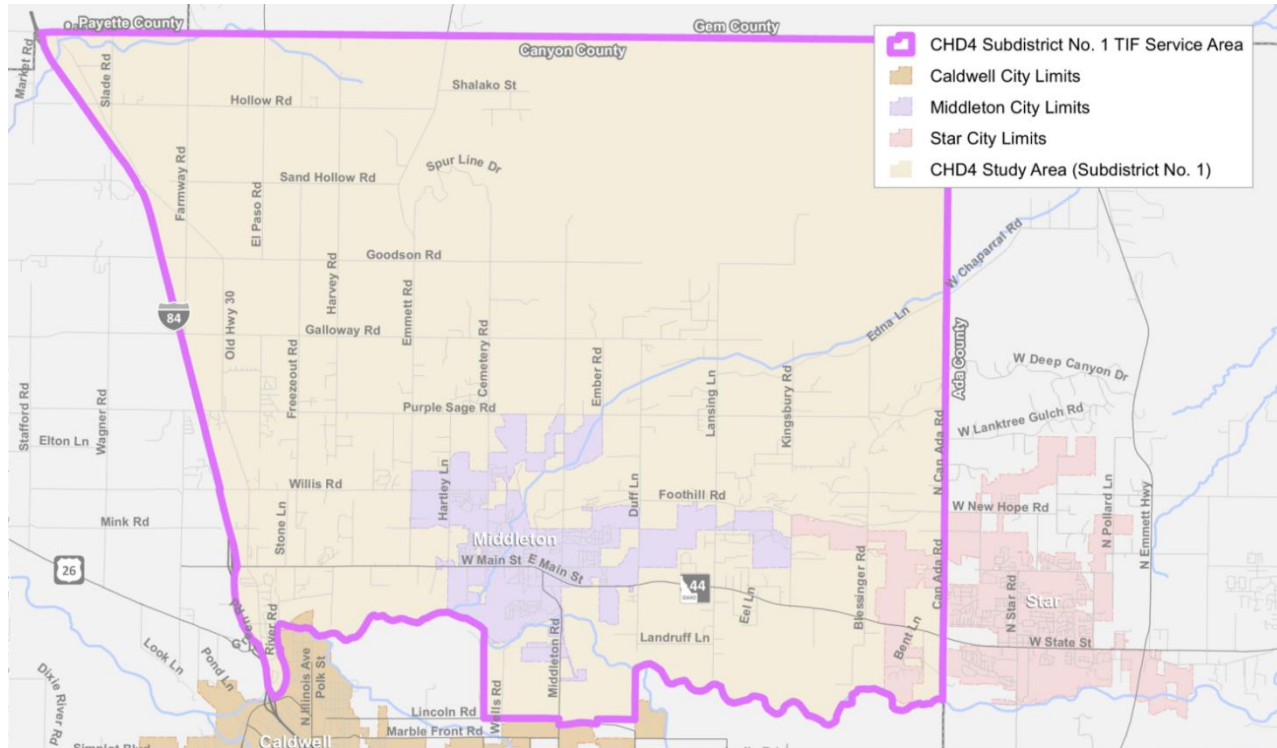 Payette County
Gem County
Canyon County
Market Rd
Slade Rd
Shalako St
Hollow Rd
Farmway Rd
El Paso Rd
Sand Hollow Rd
Spur Line Dr
Goodson Rd
Harvey Rd
Emmett Rd
84
Old Hwy 30
Galloway Rd
Freezeout Rd
Cemetery Rd
Ember Rd
Lansing Ln
Kingsbury Rd
Edna Ln
W Chaparral Rd
Ada County
W Deep Canyon Dr
W Lanktree Gulch Rd
Stafford Rd
Wagner Rd
Elton Ln
Purple Sage Rd
N Can Ada Rd
Willis Rd
Hartley Ln
Duff Ln
Foothill Rd
W New Hope Rd
N Pollard Ln
N Emmett Hwy
Mink Rd
Stone Ln
Middleton
W Main St
E Main St
26
44
Can Ada Rd
Blessinger Rd
Eel Ln
Bent Ln
Landruff Ln
N Star Rd
Star
W State St
River Rd
Look Ln
Pond Ln
Dixie River Rd
N Illinois Ave
Polk St
Wells Rd
Middleton Rd
Lincoln Rd
Marble Front Rd
Caldwell
Simplot Blvd
CHD4 Subdistrict No. 1 TIF Service Area
Caldwell City Limits
Middleton City Limits
Star City Limits
CHD4 Study Area (Subdistrict No. 1)